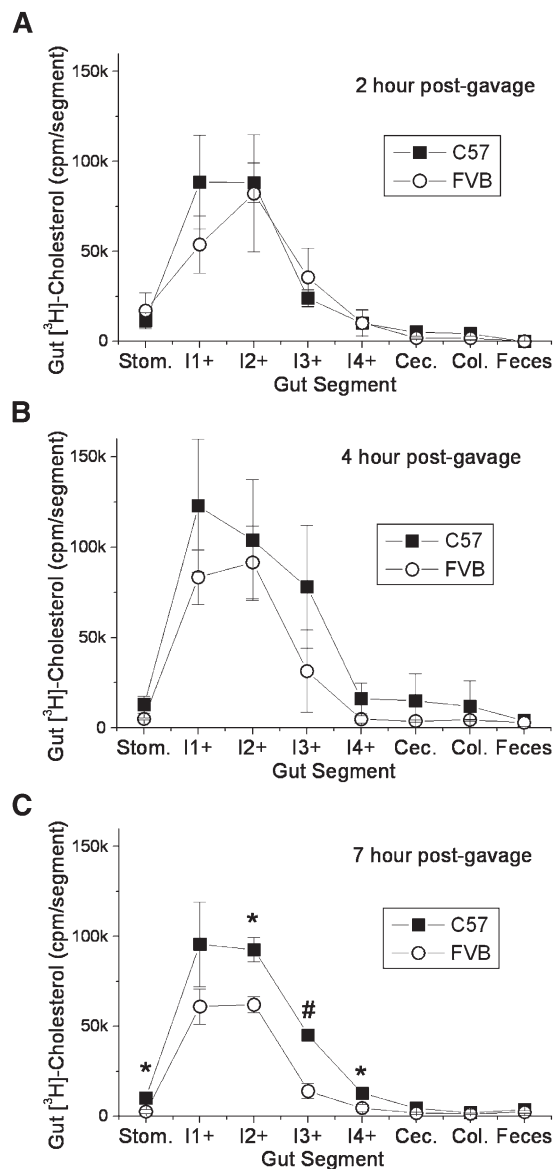 A
2 hour post-gavage
C57
FVB
Gut [³H]-Cholesterol (cpm/segment)
150k
100k
50k
0
Stom. I1+ I2+ I3+ I4+ Cec. Col. Feces
Gut Segment
B
4 hour post-gavage
C57
FVB
Gut [³H]-Cholesterol (cpm/segment)
150k
100k
50k
0
Stom. I1+ I2+ I3+ I4+ Cec. Col. Feces
Gut Segment
C
7 hour post-gavage
C57
FVB
Gut [³H]-Cholesterol (cpm/segment)
150k
100k
50k
0
* * # *
Stom. I1+ I2+ I3+ I4+ Cec. Col. Feces
Gut Segment